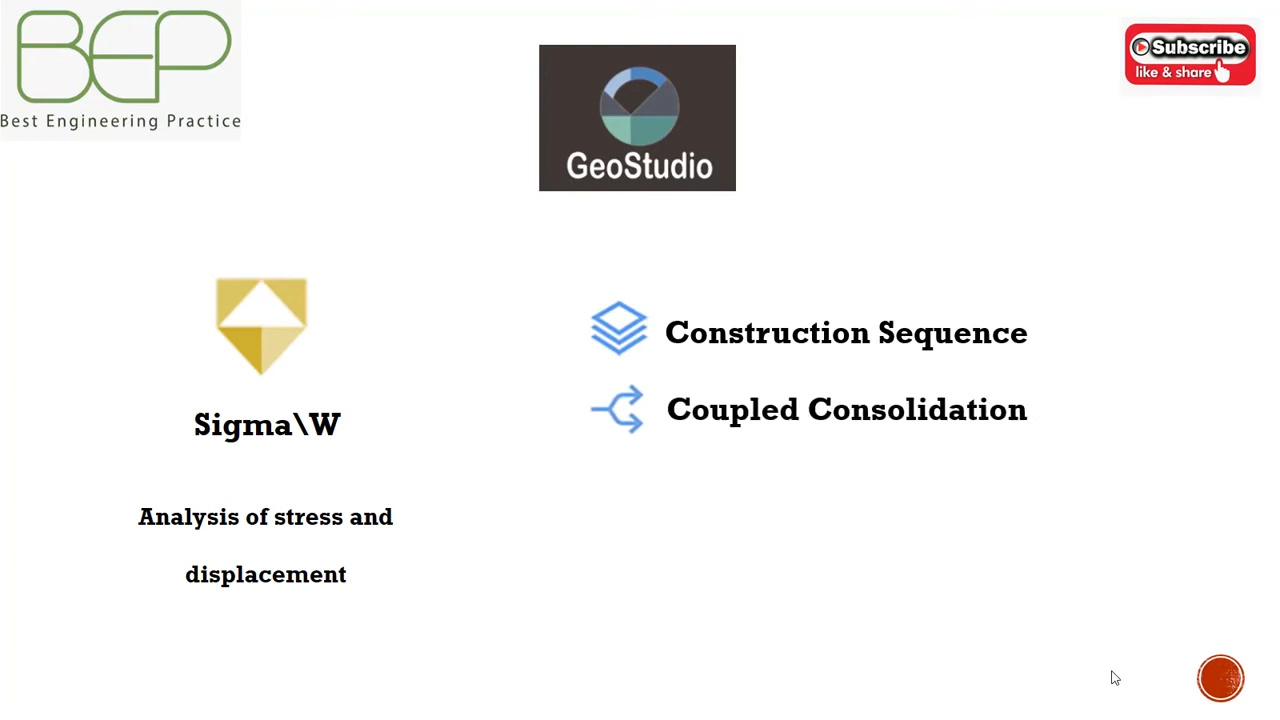 BEP
Best Engineering Practice
Subscribe
like & share
GeoStudio
Construction Sequence
Coupled Consolidation
Sigma\W
Analysis of stress and
displacement